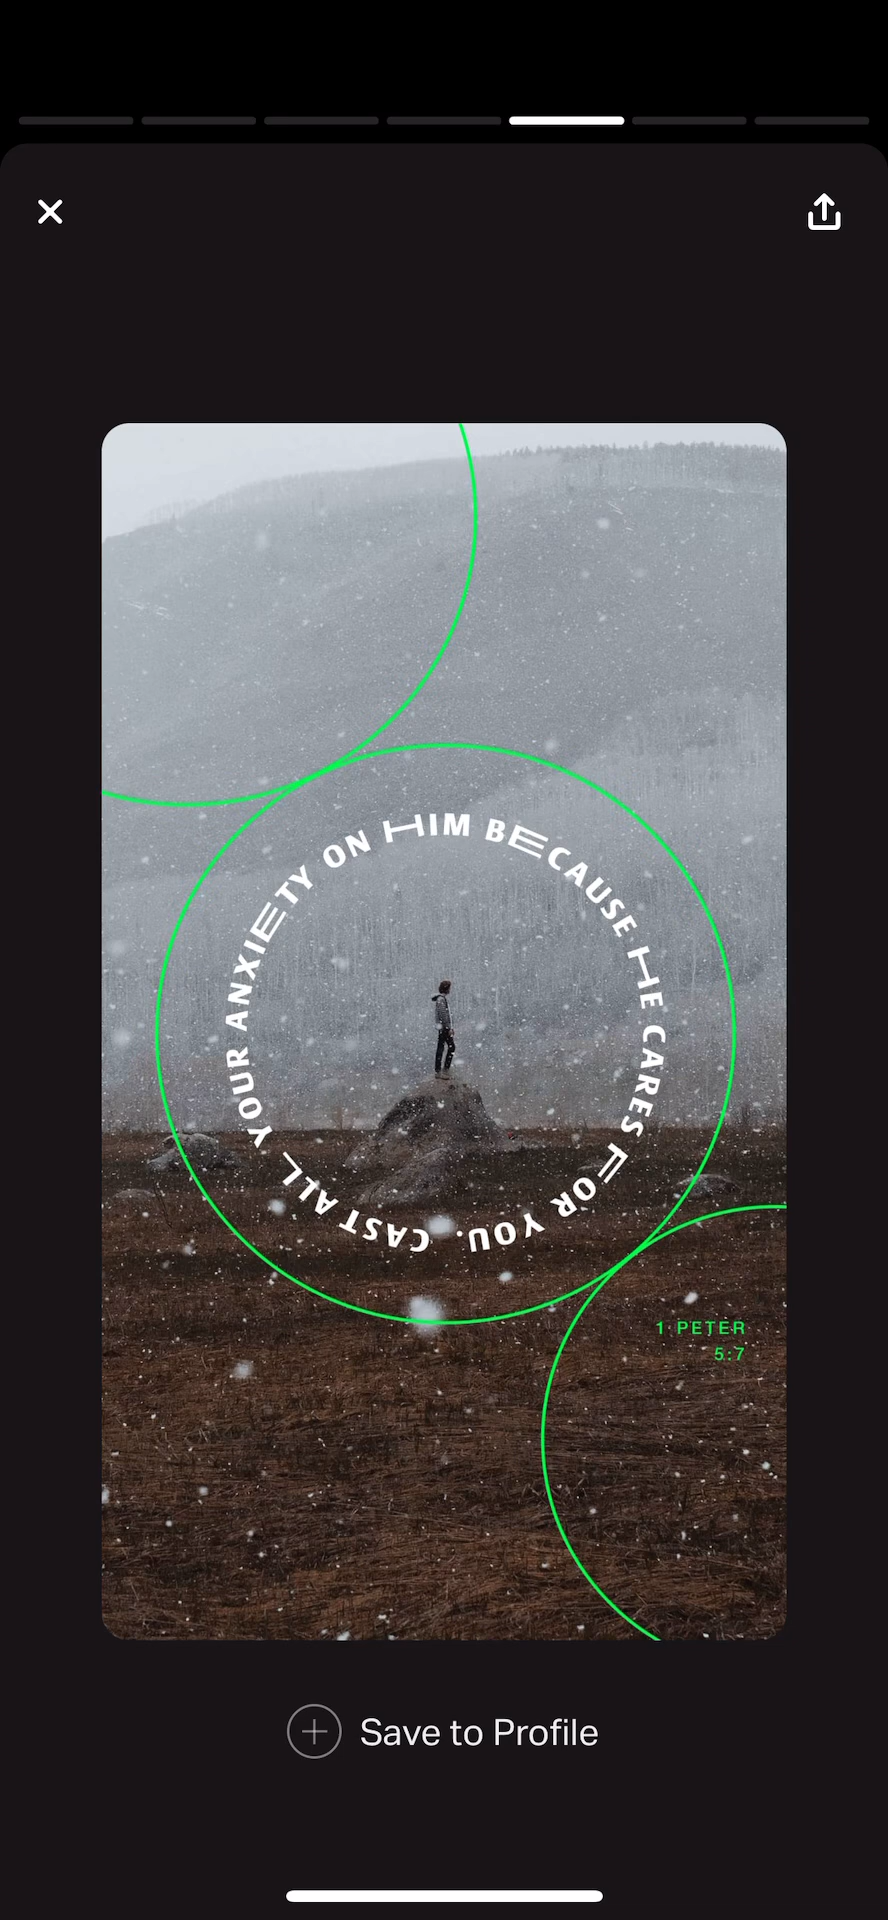 CAST ALL YOUR ANXIETY ON HIM BECAUSE HE CARES FOR YOU.
1 PETER
5:7
Save to Profile